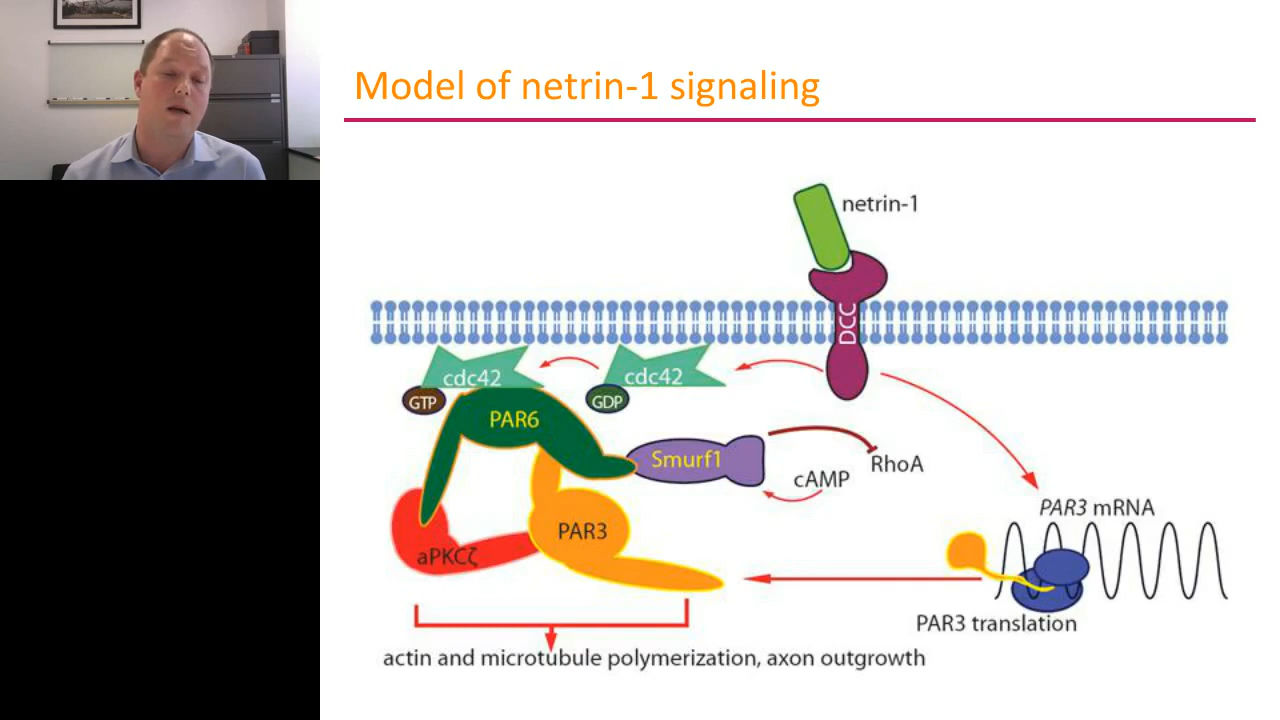 Model of netrin-1 signaling
netrin-1
DCC
cdc42
cdc42
GTP
GDP
PAR6
Smurf1
RhoA
cAMP
PAR3 mRNA
PAR3
aPKCζ
PAR3 translation
actin and microtubule polymerization, axon outgrowth